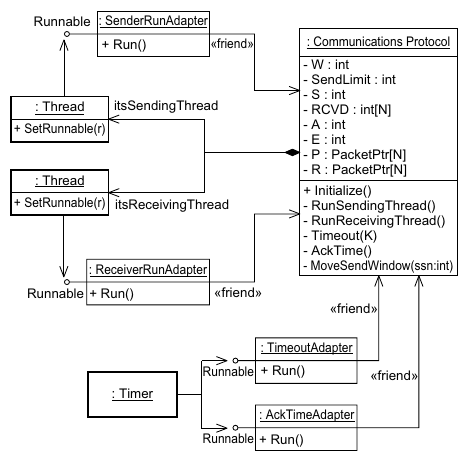 : SenderRunAdapter
Runnable
+ Run()
«friend»
: Communications Protocol
- W : int
- SendLimit : int
- S : int
- RCVD : int[N]
- A : int
- E : int
- P : PacketPtr[N]
- R : PacketPtr[N]
+ Initialize()
- RunSendingThread()
- RunReceivingThread()
- Timeout(K)
- AckTime()
- MoveSendWindow(ssn:int)
: Thread
+ SetRunnable(r)
itsSendingThread
: Thread
+ SetRunnable(r)
itsReceivingThread
: ReceiverRunAdapter
Runnable
+ Run()
«friend»
«friend»
: TimeoutAdapter
Runnable
+ Run()
«friend»
: Timer
: AckTimeAdapter
Runnable
+ Run()